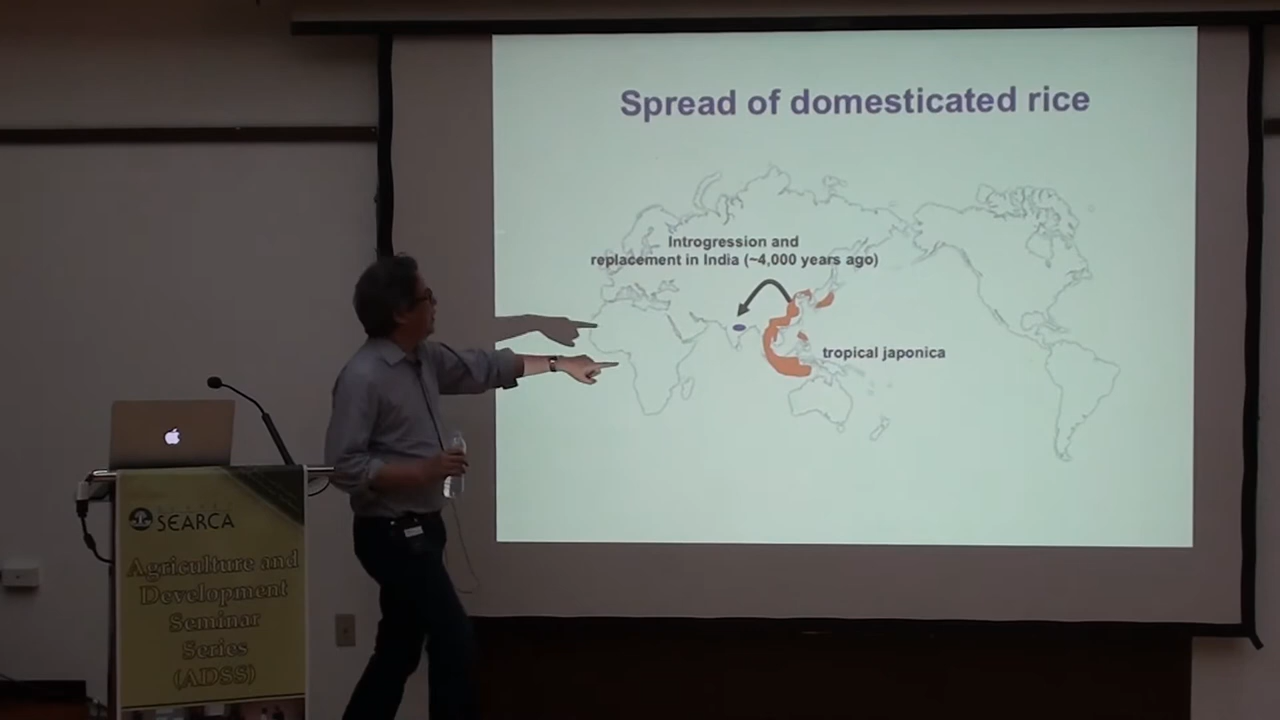 Spread of domesticated rice
Introgression and
replacement in India (~4,000 years ago)
tropical japonica
SEARCA
Agriculture and
Development
Seminar
Series
(ADSS)